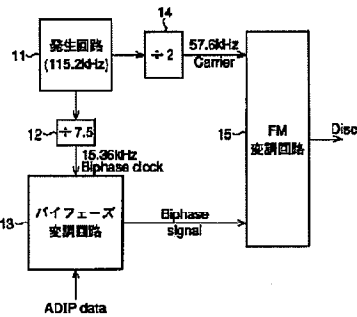 14
発生回路
(115.2kHz)
11
÷2
57.6kHz
Carrier
12
÷7.5
15.36kHz
Biphase clock
15
FM
変調回路
Disc
13
バイフェーズ
変調回路
Biphase
signal
ADIP data